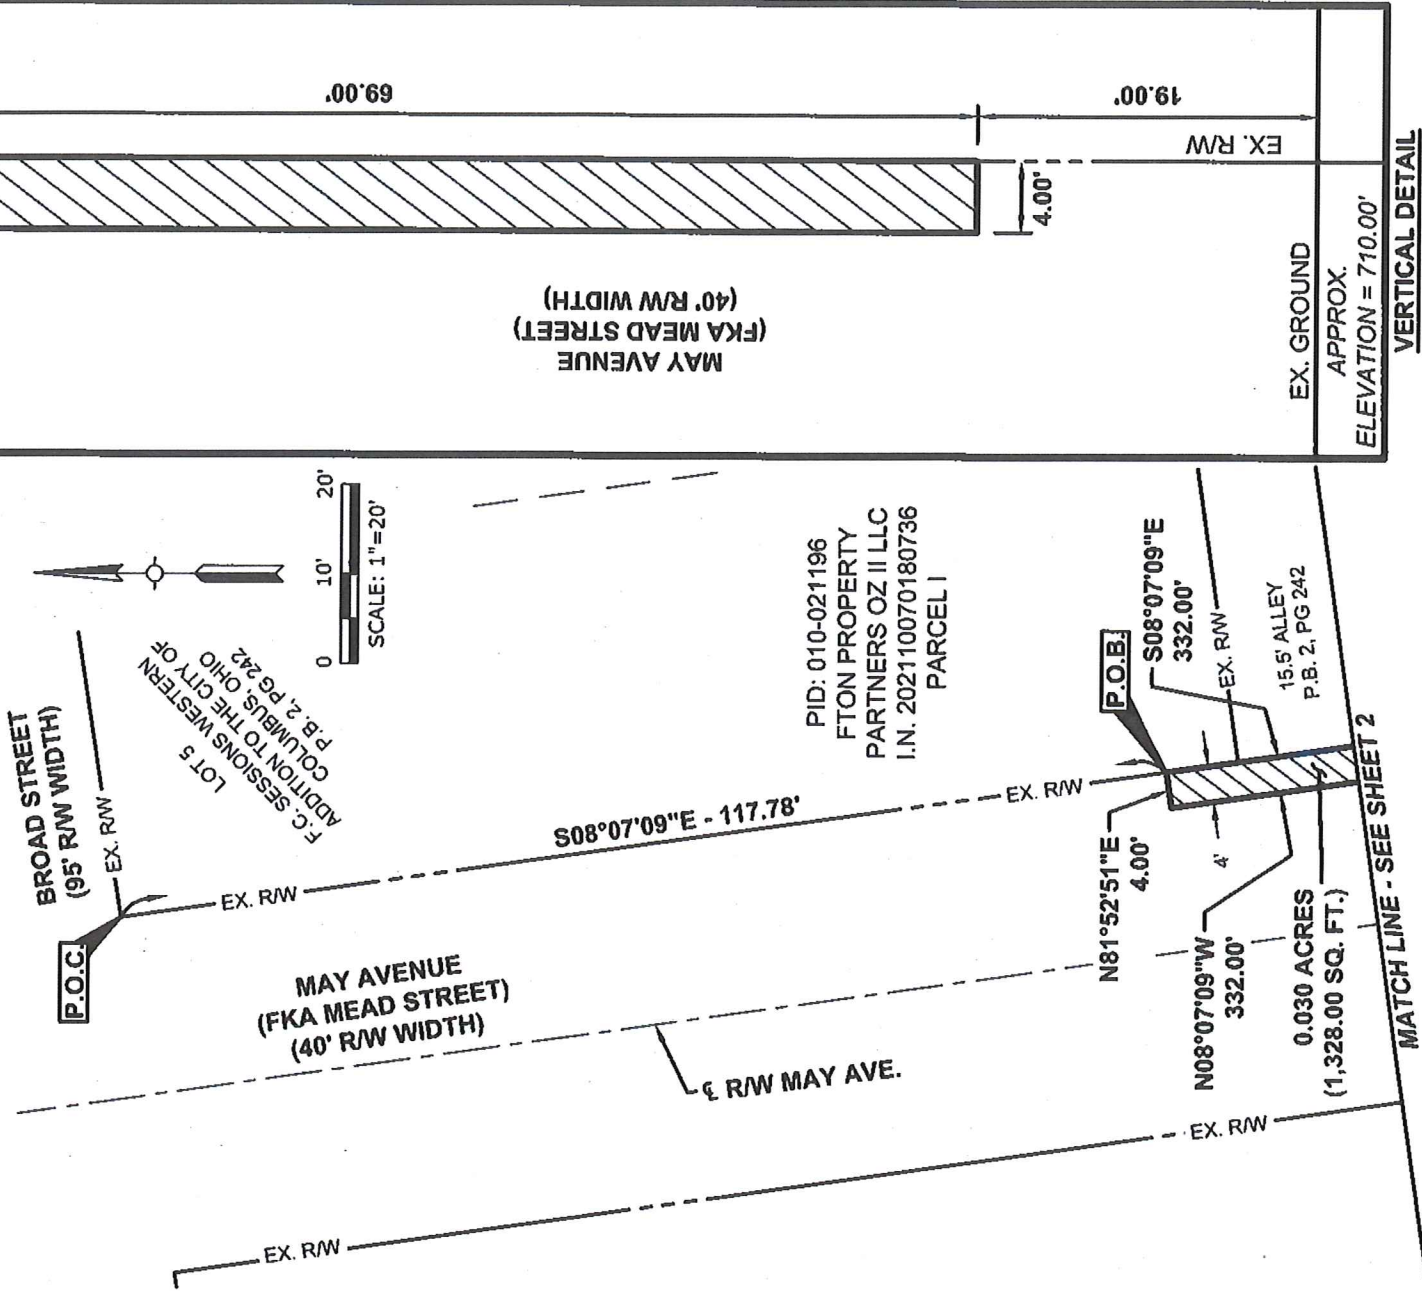 69.00'
19.00'
EX. R/W
4.00'
MAY AVENUE
(FKA MEAD STREET)
(40' R/W WIDTH)
EX. GROUND
APPROX.
ELEVATION = 710.00'
VERTICAL DETAIL
BROAD STREET
(95' R/W WIDTH)
EX. R/W
P.O.C.
LOT 5
F.C. SESSIONS WESTERN
ADDITION TO THE CITY OF
COLUMBUS, OHIO
P.B. 2, PG 242
0 10' 20'
SCALE: 1"=20'
EX. R/W
S08°07'09"E - 117.78'
EX. R/W
MAY AVENUE
(FKA MEAD STREET)
(40' R/W WIDTH)
℄ R/W MAY AVE.
EX. R/W
EX. R/W
PID: 010-021196
FTON PROPERTY
PARTNERS OZ II LLC
I.N. 202110070180736
PARCEL I
P.O.B.
S08°07'09"E
332.00'
EX. R/W
15.5' ALLEY
P.B. 2, PG 242
N81°52'51"E
4.00'
4'
N08°07'09"W
332.00'
0.030 ACRES
(1,328.00 SQ. FT.)
MATCH LINE - SEE SHEET 2